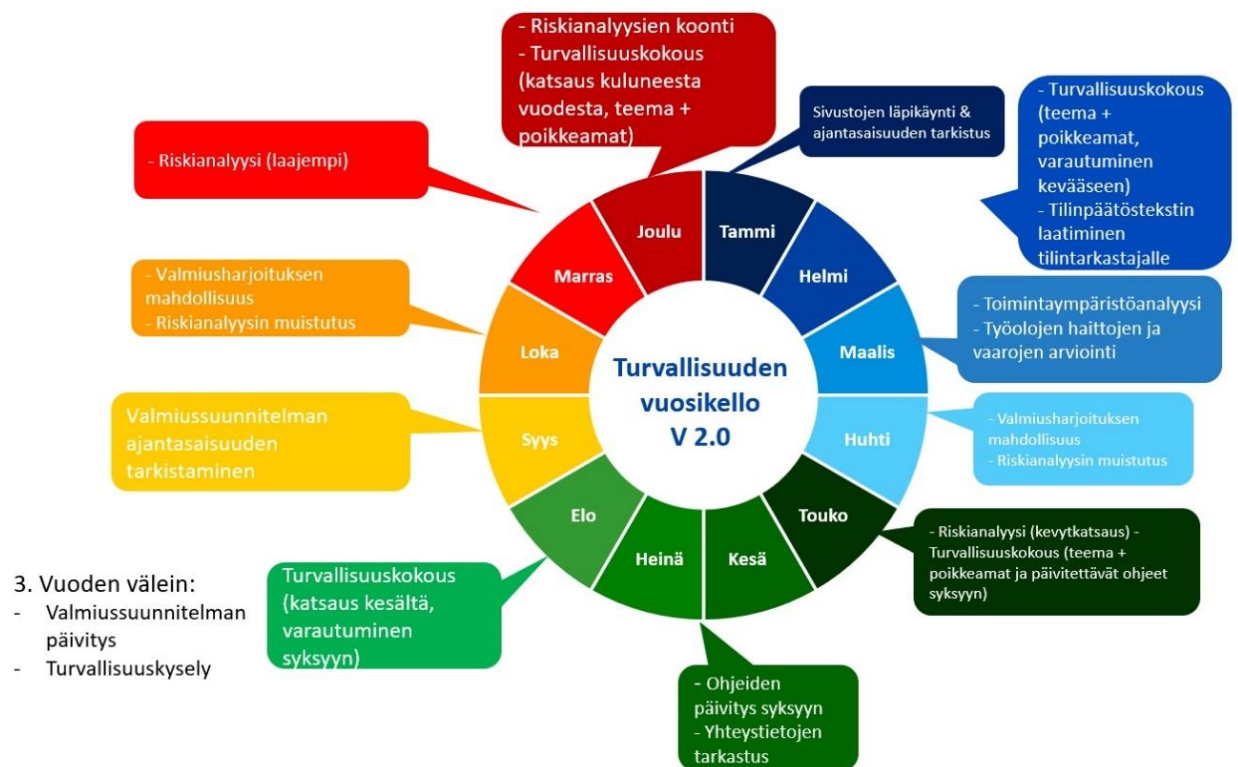 - Riskianalyysien koonti
- Turvallisuuskokous
(katsaus kuluneesta
vuodesta, teema +
poikkeamat)
Sivustojen läpikäynti &
ajantasaisuuden tarkistus
- Turvallisuuskokous
(teema +
poikkeamat,
varautuminen
kevääseen)
- Tilinpäätöstekstin
laatiminen
tilintarkastajalle
- Riskianalyysi (laajempi)
- Valmiusharjoituksen
mahdollisuus
- Riskianalyysin muistutus
- Toimintaympäristöanalyysi
- Työolojen haittojen ja
vaarojen arviointi
Valmiussuunnitelman
ajantasaisuuden
tarkistaminen
- Valmiusharjoituksen
mahdollisuus
- Riskianalyysin muistutus
Joulu
Tammi
Marras
Helmi
Loka
Maalis
Turvallisuuden
vuosikello
V 2.0
Syys
Huhti
Elo
Touko
Heinä
Kesä
- Riskianalyysi (kevytkatsaus) -
Turvallisuuskokous (teema +
poikkeamat ja päivitettävät ohjeet
syksyyn)
3. Vuoden välein:
- Valmiussuunnitelman
päivitys
- Turvallisuuskysely
Turvallisuuskokous
(katsaus kesältä,
varautuminen
syksyyn)
- Ohjeiden
päivitys syksyyn
- Yhteystietojen
tarkastus